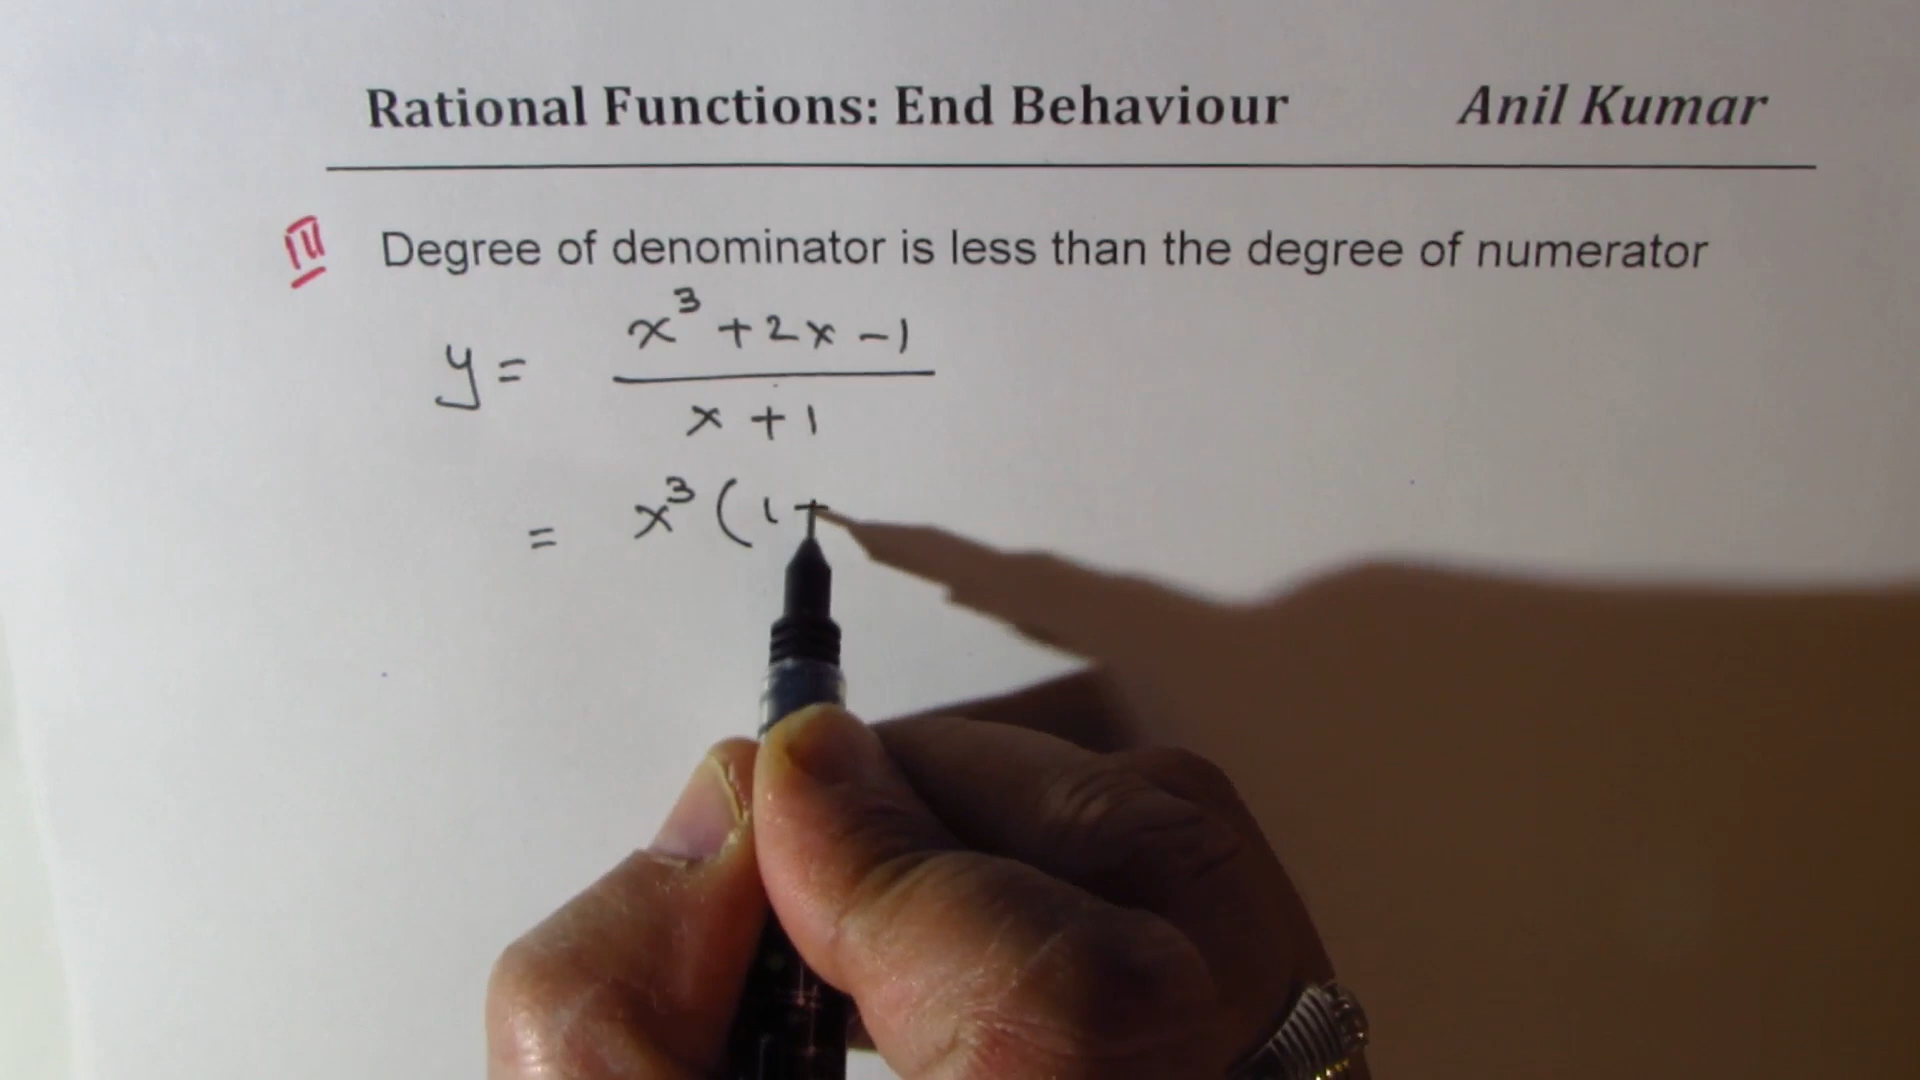 Rational Functions: End Behaviour Anil Kumar
III Degree of denominator is less than the degree of numerator
y = x³ + 2x - 1
x + 1
= x³ ( 1 +